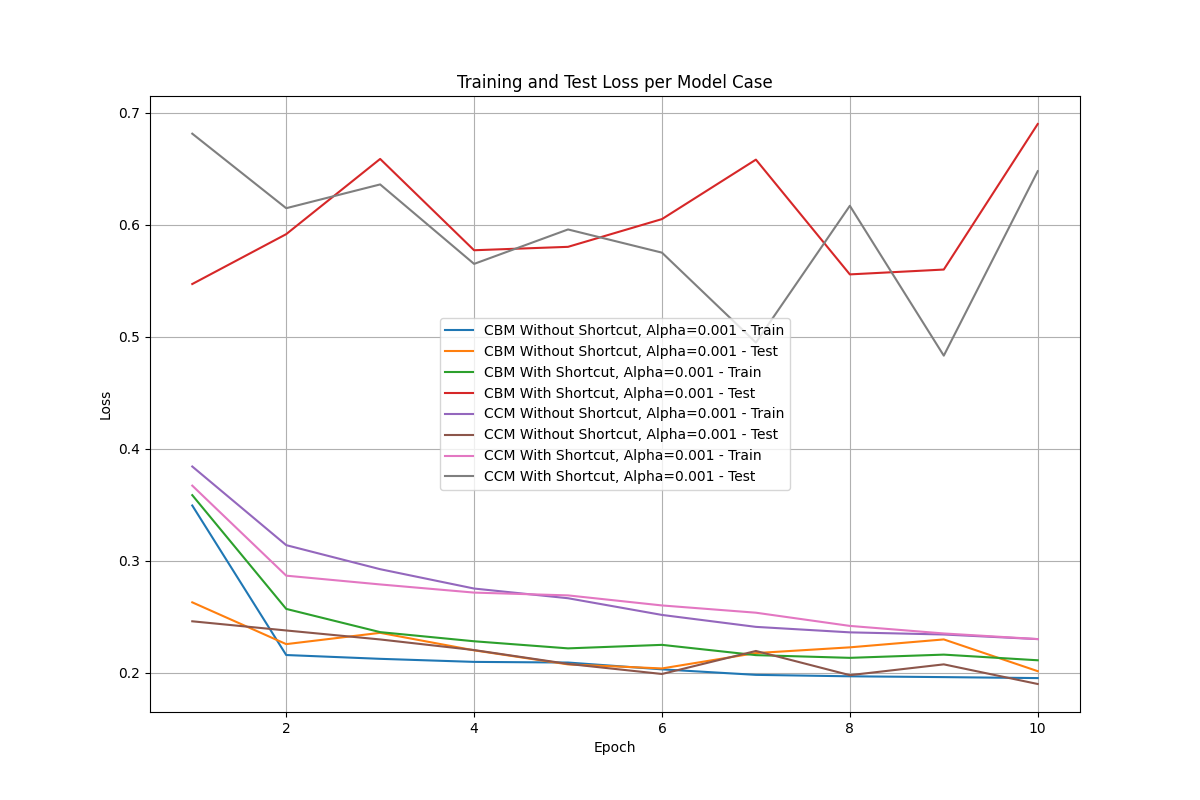 Training and Test Loss per Model Case
0.7
0.6
0.5
0.4
0.3
0.2
Loss
CBM Without Shortcut, Alpha=0.001 - Train
CBM Without Shortcut, Alpha=0.001 - Test
CBM With Shortcut, Alpha=0.001 - Train
CBM With Shortcut, Alpha=0.001 - Test
CCM Without Shortcut, Alpha=0.001 - Train
CCM Without Shortcut, Alpha=0.001 - Test
CCM With Shortcut, Alpha=0.001 - Train
CCM With Shortcut, Alpha=0.001 - Test
2 4 6 8 10
Epoch